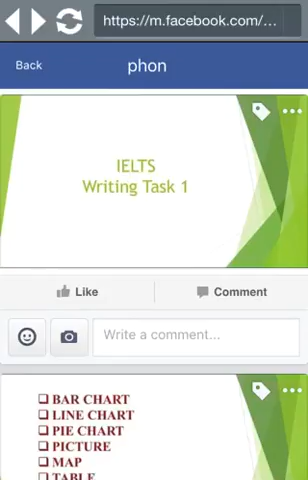 https://m.facebook.com/...
Back
phon
IELTS
Writing Task 1
Like
Comment
Write a comment...
❑ BAR CHART
❑ LINE CHART
❑ PIE CHART
❑ PICTURE
❑ MAP
❑ TABLE